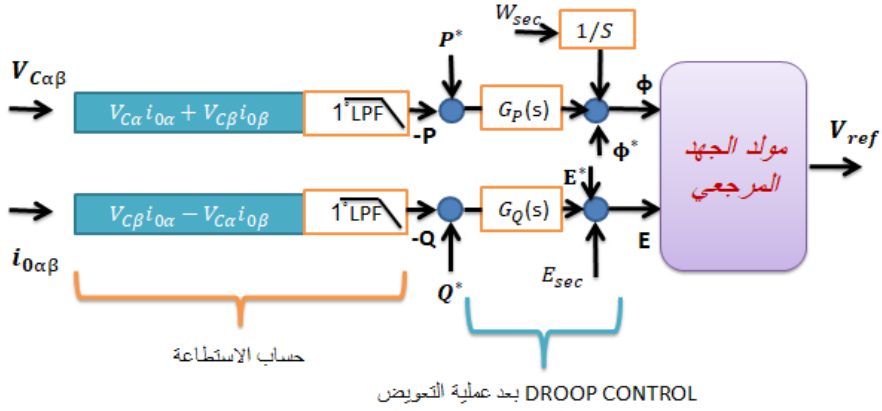 W_sec
1/S
P*
V_Cαβ
V_Cα i_0α + V_Cβ i_0β
1°LPF
-P
G_P(s)
ϕ
Φ*
مولد الجهد
المرجعي
V_ref
E*
V_Cβ i_0α − V_Cα i_0β
1°LPF
-Q
G_Q(s)
E
i_0αβ
Q*
E_sec
حساب الاستطاعة
DROOP CONTROL بعد عملية التعويض